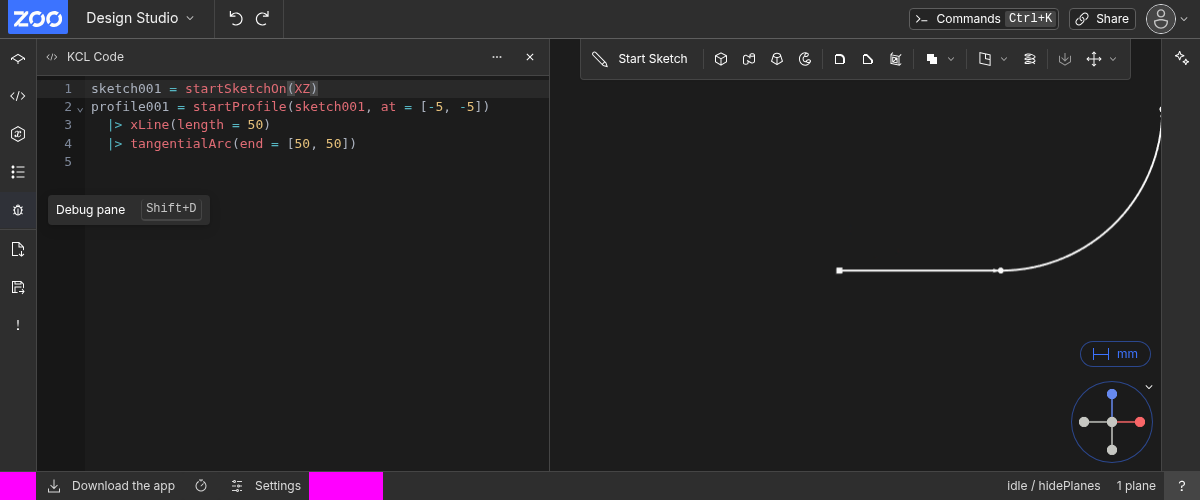 ZOO Design Studio Commands Ctrl+K Share
KCL Code
Start Sketch
1 sketch001 = startSketchOn(XZ)
2 profile001 = startProfile(sketch001, at = [-5, -5])
3 |> xLine(length = 50)
4 |> tangentialArc(end = [50, 50])
5
Debug pane Shift+D
mm
Download the app Settings idle / hidePlanes 1 plane ?